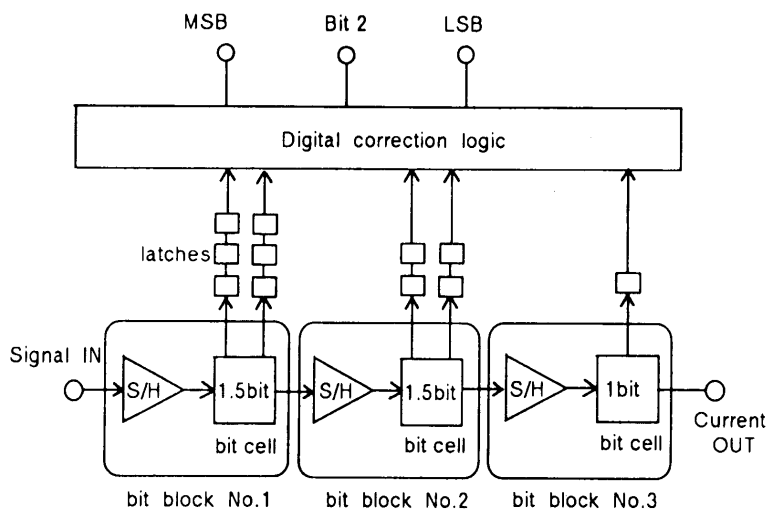 MSB
Bit 2
LSB
Digital correction logic
latches
Signal IN
S/H
1.5bit
bit cell
S/H
1.5bit
bit cell
S/H
1bit
bit cell
Current
OUT
bit block No.1
bit block No.2
bit block No.3